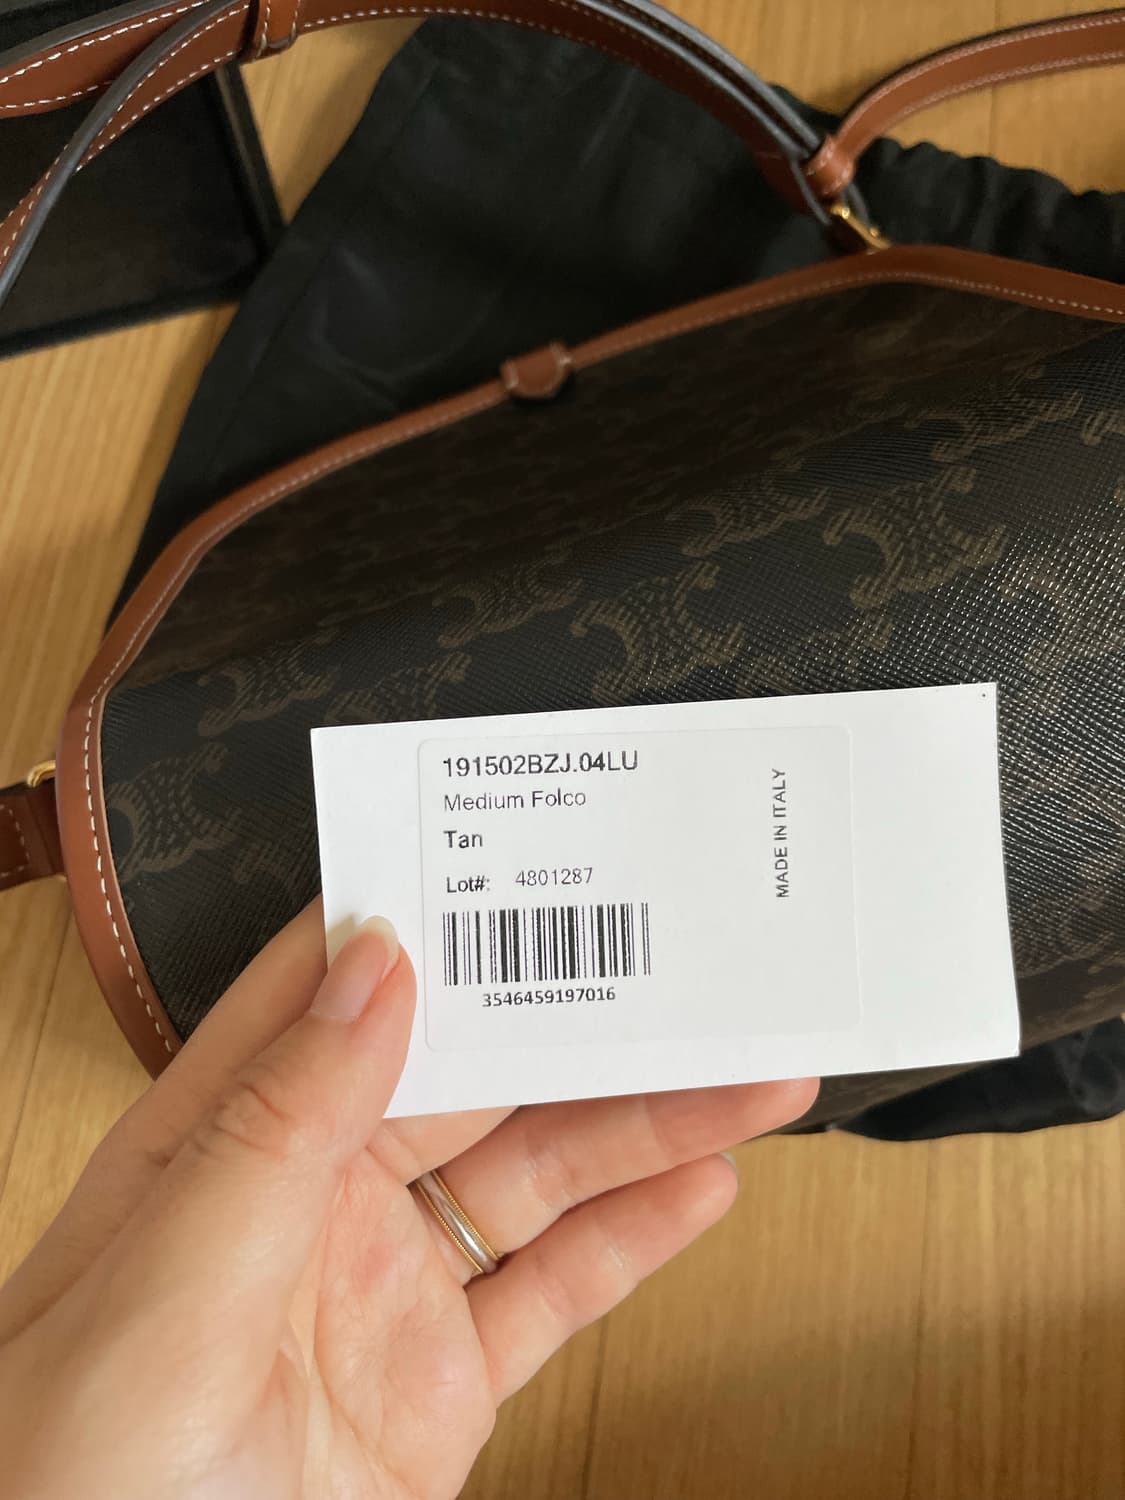 191502BZJ.04LU
Medium Folco
Tan
Lot#: 4801287
3546459197016
MADE IN ITALY